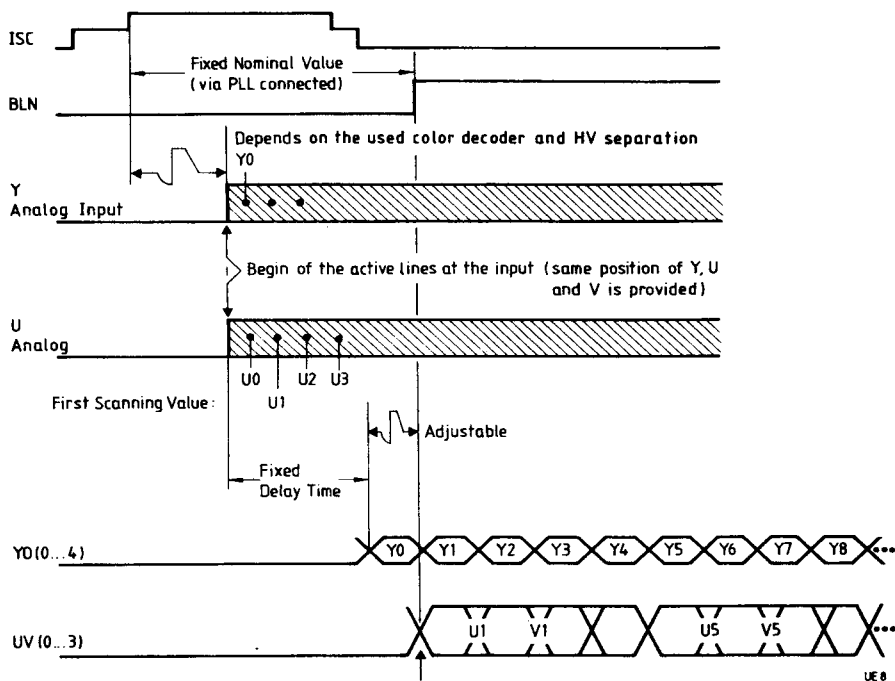 ISC
Fixed Nominal Value
(via PLL connected)
BLN
Depends on the used color decoder and HV separation
Y0
Y
Analog Input
Begin of the active lines at the input (same position of Y, U
and V is provided)
U
Analog
U0 U2 U3
First Scanning Value: U1
Adjustable
Fixed
Delay Time
YD (0...4) Y0 Y1 Y2 Y3 Y4 Y5 Y6 Y7 Y8 •••
UV (0...3) U1 V1 U5 V5 •••
UE8